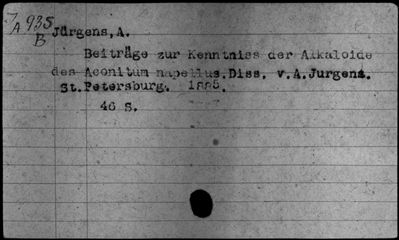 7 935
A
B
Jürgens, A.
Beiträge zur Kenntniss der Alkaloide
des Aconitum napellus. Diss. v. A. Jurgens.
St. Petersburg. 1885.
46 S.